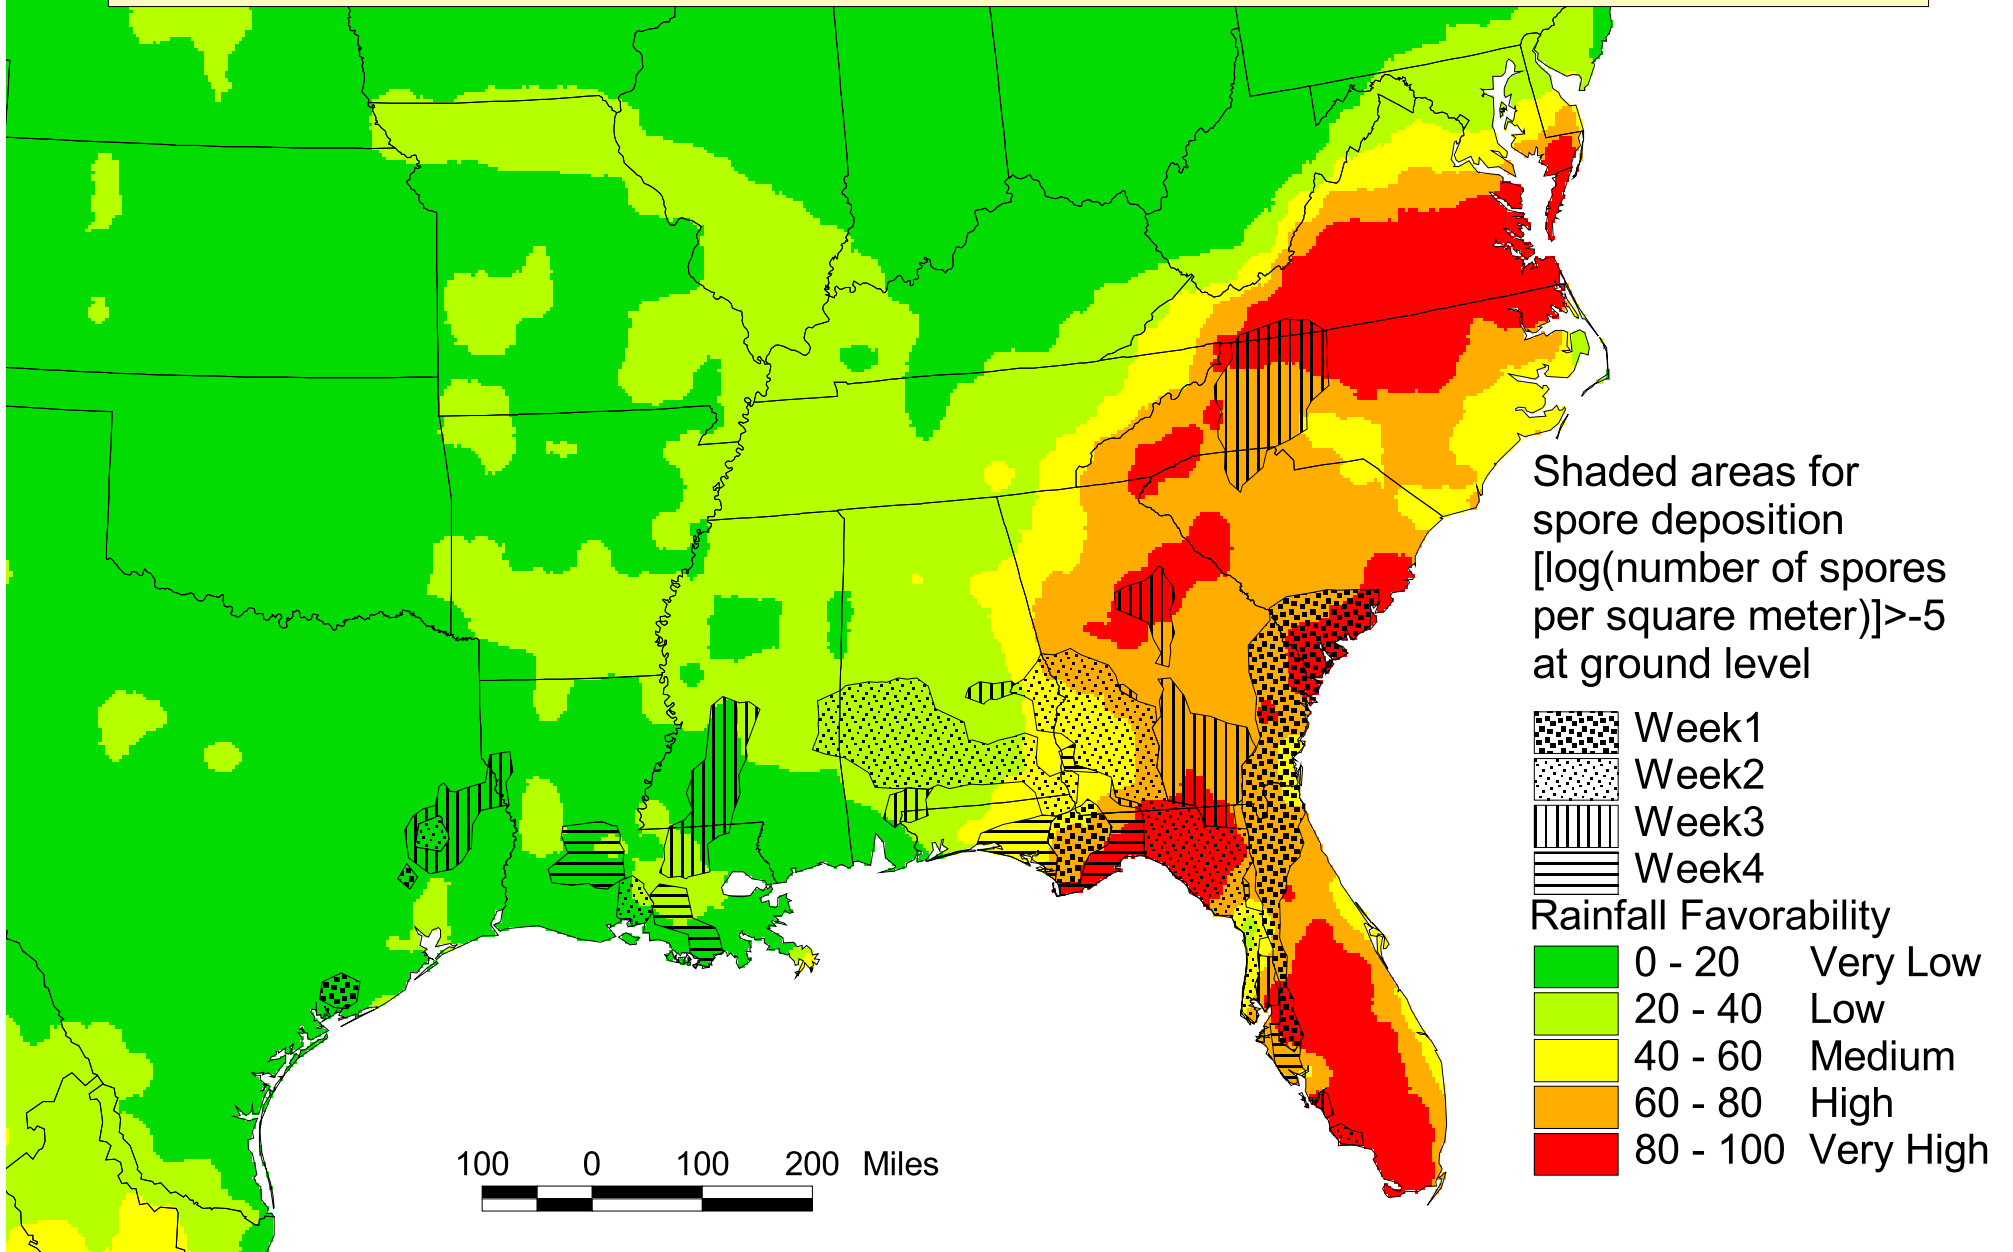 Shaded areas for
spore deposition
[log(number of spores
per square meter)]>-5
at ground level
Week1
Week2
Week3
Week4
Rainfall Favorability
0 - 20 Very Low
20 - 40 Low
40 - 60 Medium
60 - 80 High
80 - 100 Very High
100 0 100 200 Miles